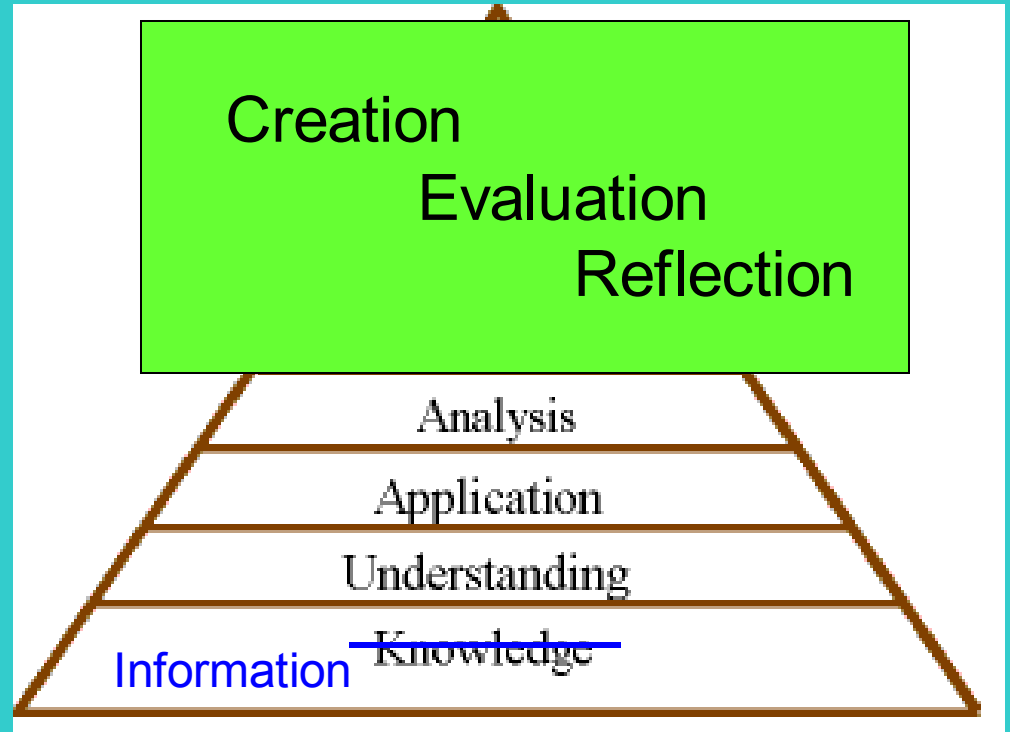 Creation
Evaluation
Reflection
Analysis
Application
Understanding
Knowledge
Information